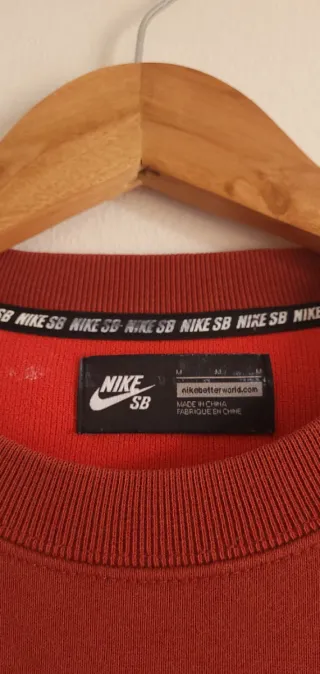 SB NIKE SB NIKE SB NIKE SB NIKE SB NIKE SB NIKE
NIKE
SB
M M M
nikebetterworld.com
MADE IN CHINA
FABRIQUÉ EN CHINE